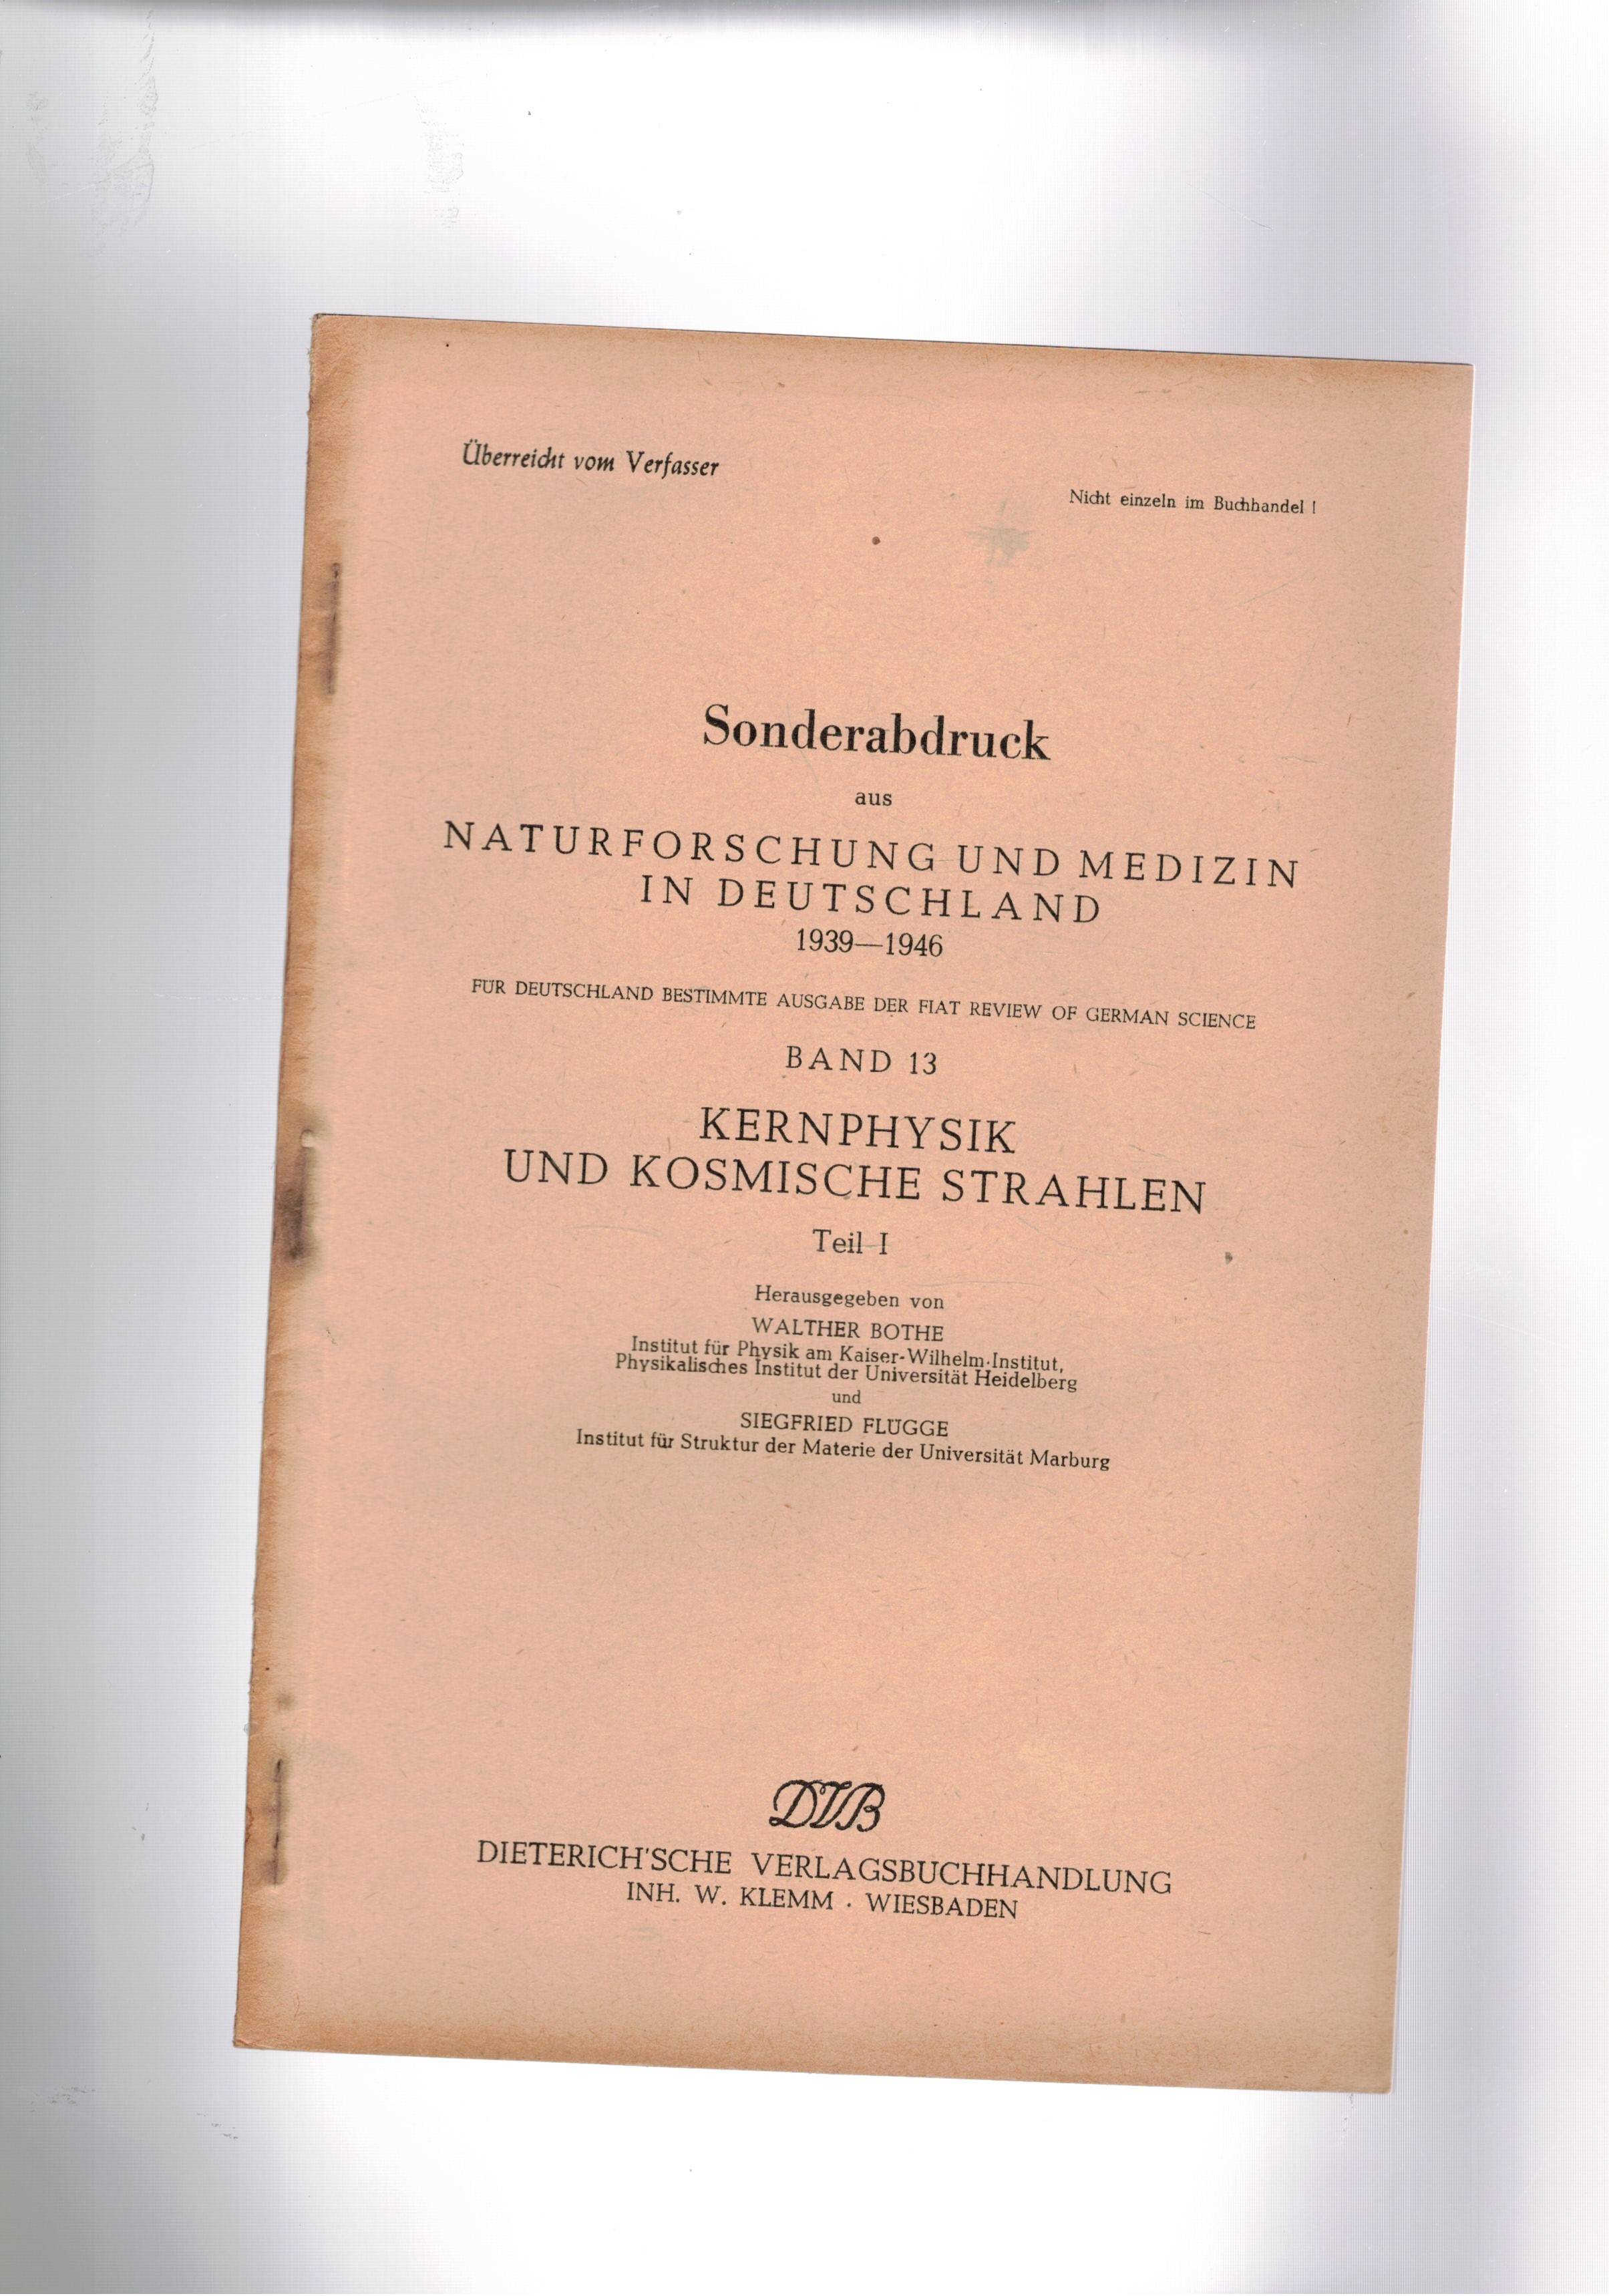 Überreicht vom Verfasser
Nicht einzeln im Buchhandel !
Sonderabdruck
aus
NATURFORSCHUNG UND MEDIZIN
IN DEUTSCHLAND
1939—1946
FUR DEUTSCHLAND BESTIMMTE AUSGABE DER FIAT REVIEW OF GERMAN SCIENCE
BAND 13
KERNPHYSIK
UND KOSMISCHE STRAHLEN
Teil I
Herausgegeben von
WALTHER BOTHE
Institut für Physik am Kaiser-Wilhelm-Institut,
Physikalisches Institut der Universität Heidelberg
und
SIEGFRIED FLUGGE
Institut für Struktur der Materie der Universität Marburg
DVB
DIETERICH'SCHE VERLAGSBUCHHANDLUNG
INH. W. KLEMM · WIESBADEN